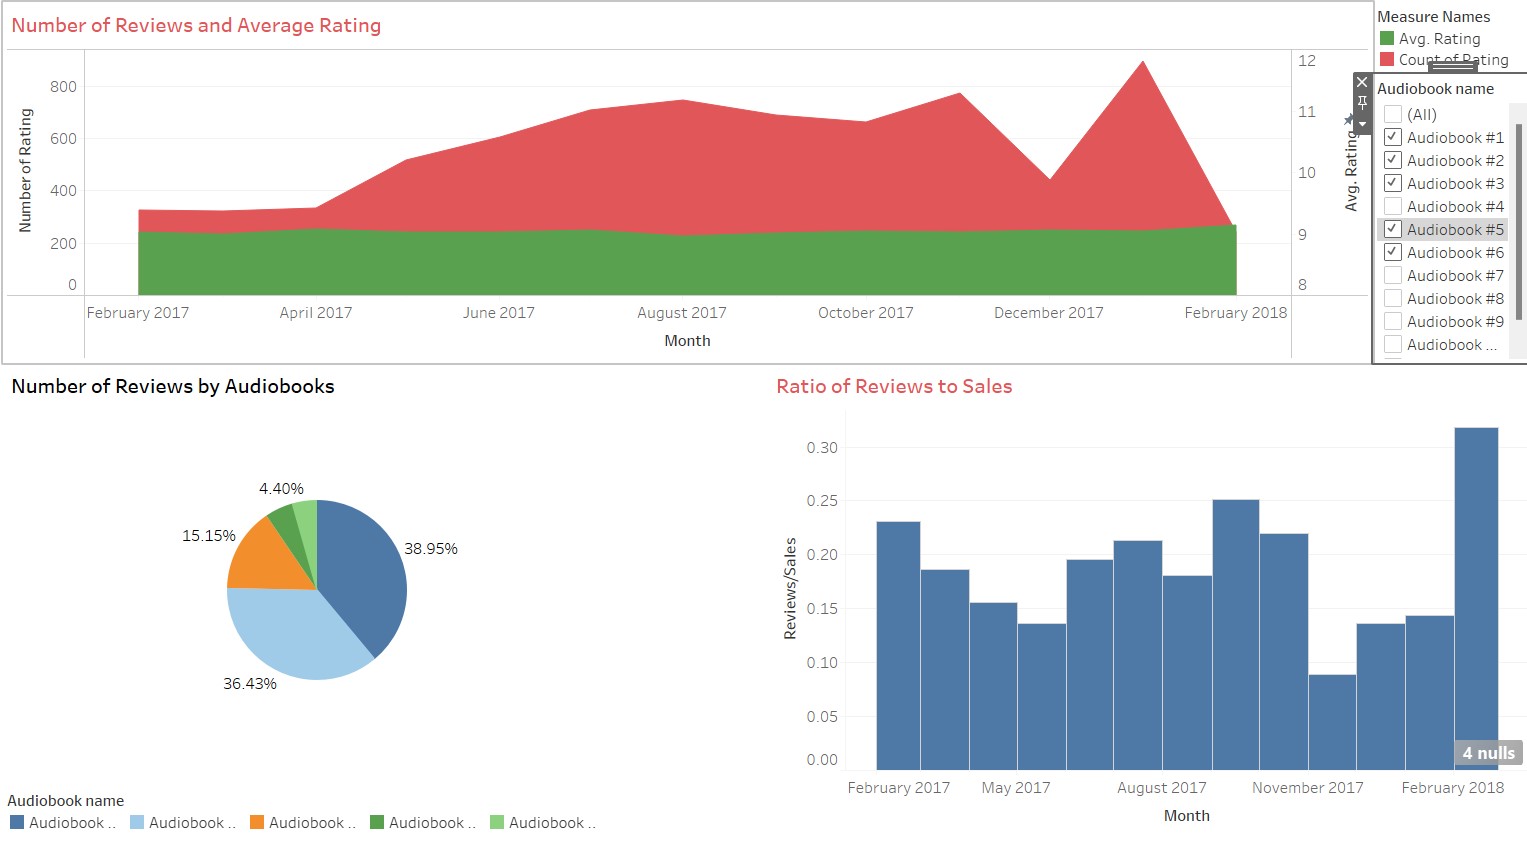 Number of Reviews and Average Rating
Number of Rating
800
600
400
200
0
12
11
10
9
8
Avg. Rating
February 2017
April 2017
June 2017
August 2017
October 2017
December 2017
February 2018
Month
Measure Names
Avg. Rating
Count of Rating
Audiobook name
(All)
Audiobook #1
Audiobook #2
Audiobook #3
Audiobook #4
Audiobook #5
Audiobook #6
Audiobook #7
Audiobook #8
Audiobook #9
Audiobook ...
Number of Reviews by Audiobooks
4.40%
15.15%
38.95%
36.43%
Audiobook name
Audiobook ..
Audiobook ..
Audiobook ..
Audiobook ..
Audiobook ..
Ratio of Reviews to Sales
Reviews/Sales
0.30
0.25
0.20
0.15
0.10
0.05
0.00
4 nulls
February 2017
May 2017
August 2017
November 2017
February 2018
Month